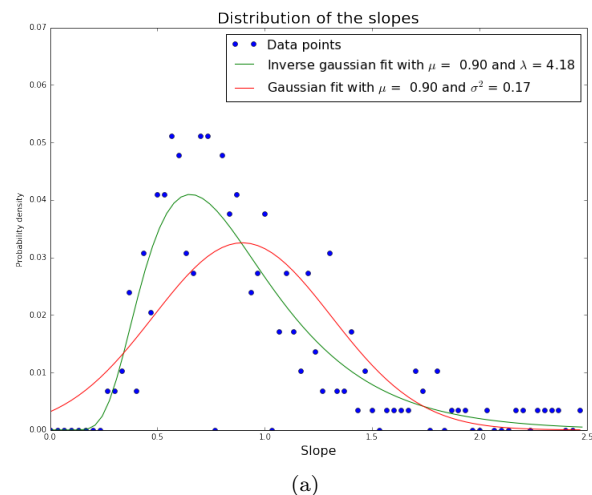 Distribution of the slopes
0.07
0.06
0.05
0.04
0.03
0.02
0.01
0.00
Probability density
Data points
Inverse gaussian fit with μ = 0.90 and λ = 4.18
Gaussian fit with μ = 0.90 and σ² = 0.17
0.0 0.5 1.0 1.5 2.0 2.5
Slope
(a)